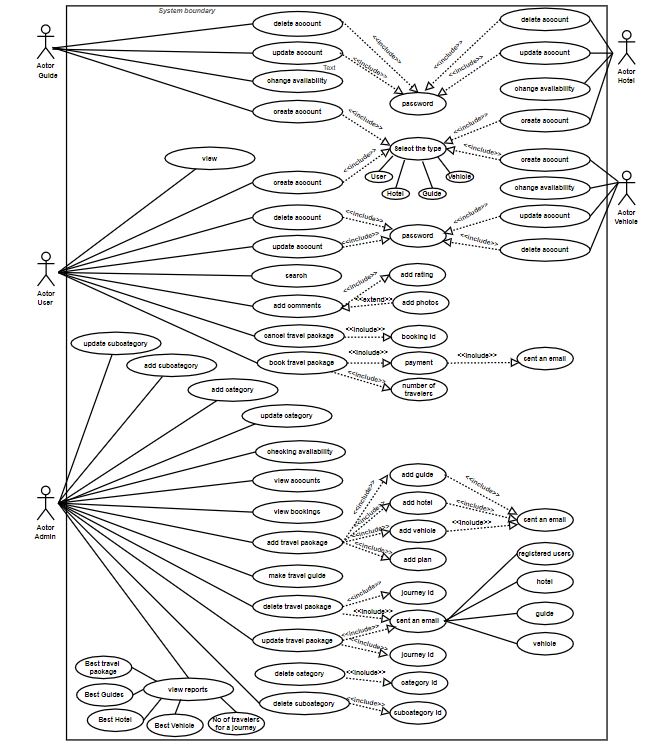 System boundary
delete account
update account
Text
change availability
create account
Actor
Guide
<<include>>
<<include>>
<<include>>
<<include>>
password
delete account
update account
change availability
create account
Actor
Hotel
<<include>>
<<include>>
Select the type
User
Hotel
Guide
Vehicle
<<include>>
<<include>>
create account
change availability
update account
delete account
Actor
Vehicle
view
create account
delete account
update account
search
add comments
cancel travel package
book travel package
Actor
User
<<include>>
<<include>>
password
<<include>>
<<include>>
<<include>>
add rating
<<extend>>
add photos
<<include>>
booking id
<<include>>
payment
<<include>>
sent an email
<<include>>
number of
travelers
update subcategory
add subcategory
add category
update category
checking availability
view accounts
view bookings
add travel package
make travel guide
delete travel package
update travel package
delete category
delete subcategory
Actor
Admin
<<include>>
<<include>>
<<include>>
<<include>>
add guide
add hotel
add vehicle
add plan
<<include>>
<<include>>
<<include>>
sent an email
<<include>>
journey id
<<include>>
sent an email
<<include>>
<<include>>
journey id
registered users
hotel
guide
vehicle
<<include>>
category id
<<include>>
subcategory id
view reports
Best travel
package
Best Guides
Best Hotel
Best Vehicle
No of travelers
for a journey